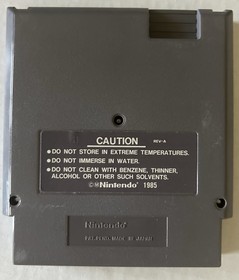 CAUTION REV-A
●DO NOT STORE IN EXTREME TEMPERATURES.
●DO NOT IMMERSE IN WATER.
●DO NOT CLEAN WITH BENZENE, THINNER,
ALCOHOL OR OTHER SUCH SOLVENTS.
©Nintendo 1985
Nintendo
MADE IN JAPAN